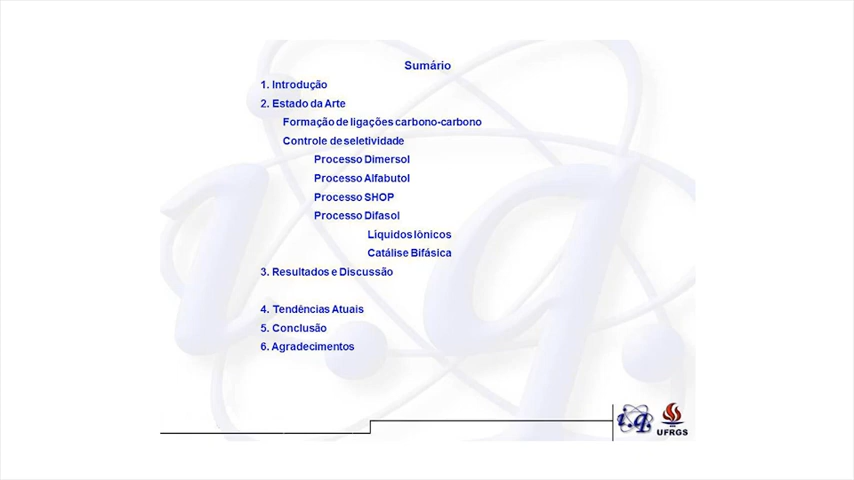 Sumário
1. Introdução
2. Estado da Arte
Formação de ligações carbono-carbono
Controle de seletividade
Processo Dimersol
Processo Alfabutol
Processo SHOP
Processo Difasol
Líquidos Iônicos
Catálise Bifásica
3. Resultados e Discussão
4. Tendências Atuais
5. Conclusão
6. Agradecimentos
i.q.
i.q.
UFRGS